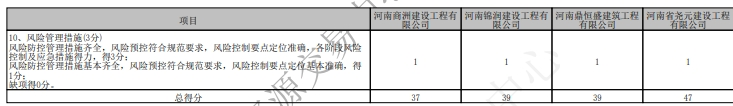 项目
河南商洲建设工程有限公司
河南锦润建设工程有限公司
河南鼎恒盛建筑工程有限公司
河南省尧元建设工程有限公司
10、风险管理措施(3分)
风险防控管理措施齐全，风险预控符合规范要求，风险控制要点定位准确，各阶段风险
控制及应急措施得力，得3分；
风险防控管理措施基本齐全，风险预控符合规范要求，风险控制要点定位基本准确，得
1分；
缺项得0分。
1
1
1
1
总得分
37
39
39
47
源交易中
中心